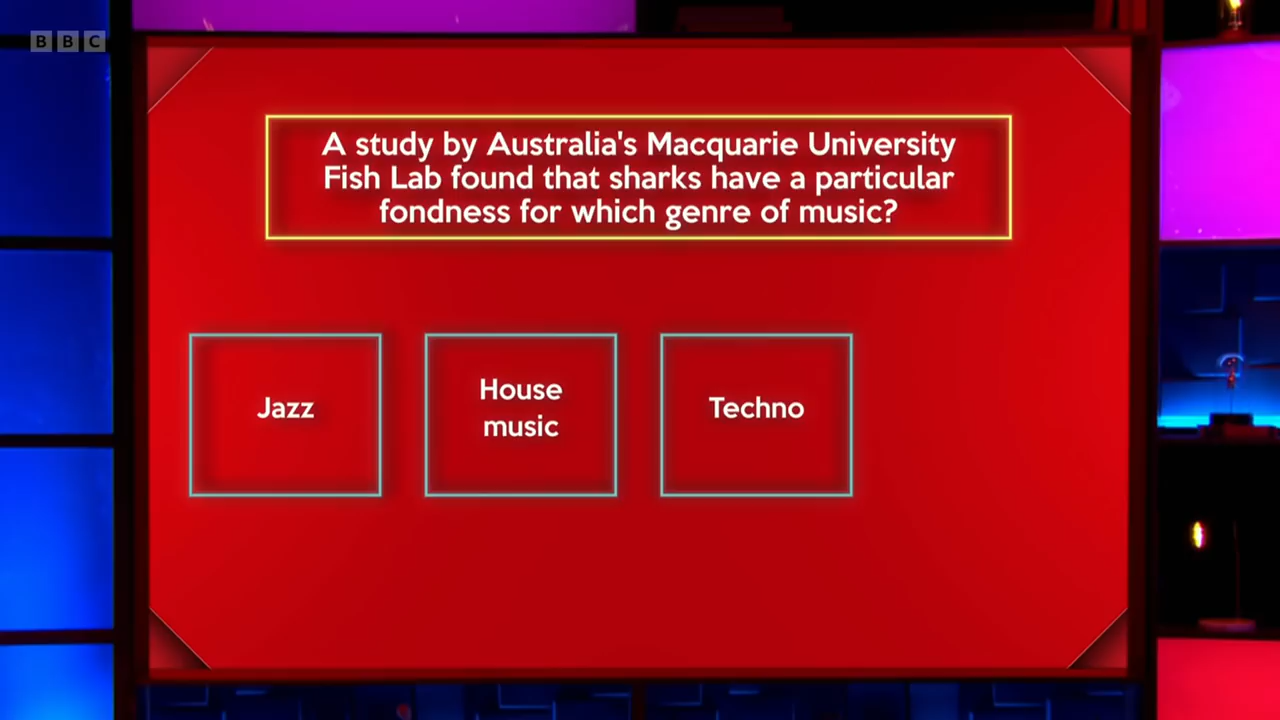 BBC
A study by Australia's Macquarie University
Fish Lab found that sharks have a particular
fondness for which genre of music?
Jazz
House
music
Techno